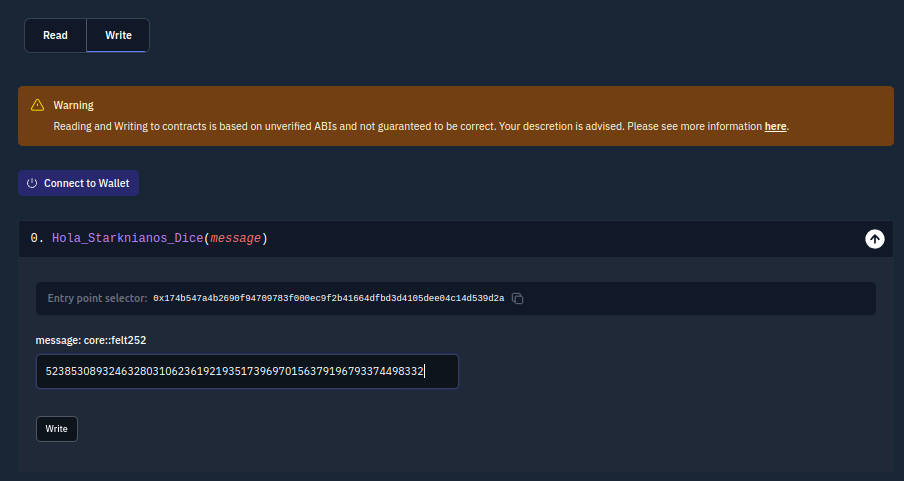 Read Write
Warning
Reading and Writing to contracts is based on unverified ABIs and not guaranteed to be correct. Your descretion is advised. Please see more information here.
Connect to Wallet
0. Hola_Starknianos_Dice(message)
Entry point selector: 0x174b547a4b2690f94709783f000ec9f2b41664dfbd3d4105dee04c14d539d2a
message: core::felt252
523853089324632803106236192193517396970156379196793374498332
Write